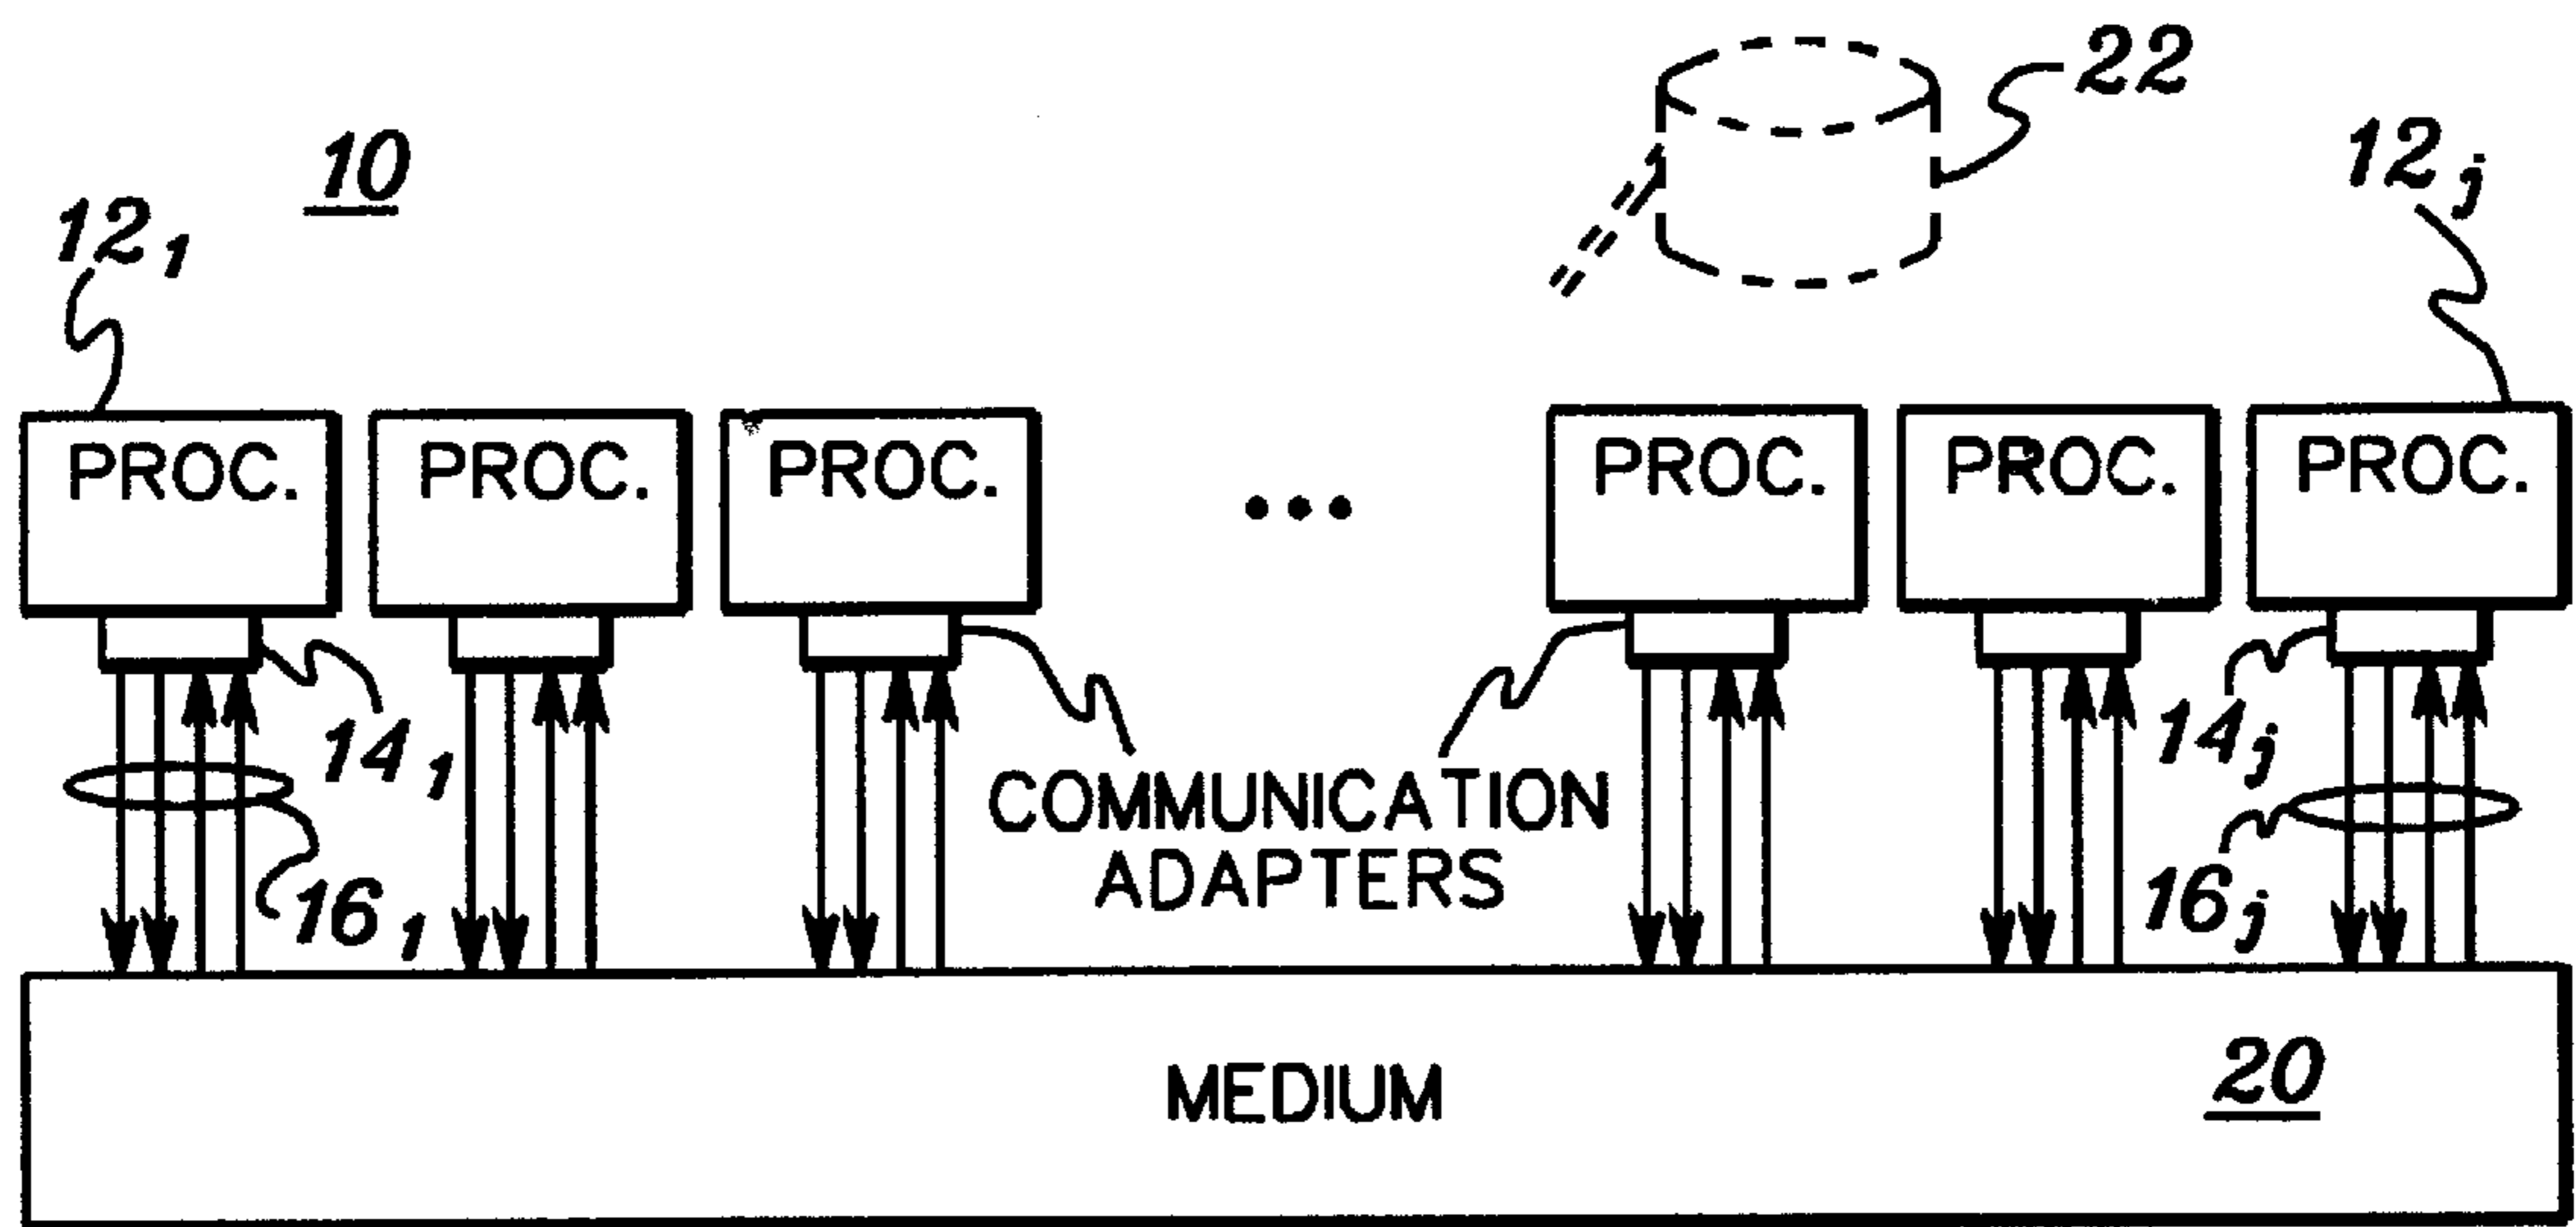 22
10
12j
121
PROC. PROC. PROC. ••• PROC. PROC. PROC.
141
14j
COMMUNICATION
ADAPTERS
161
16j
MEDIUM
20